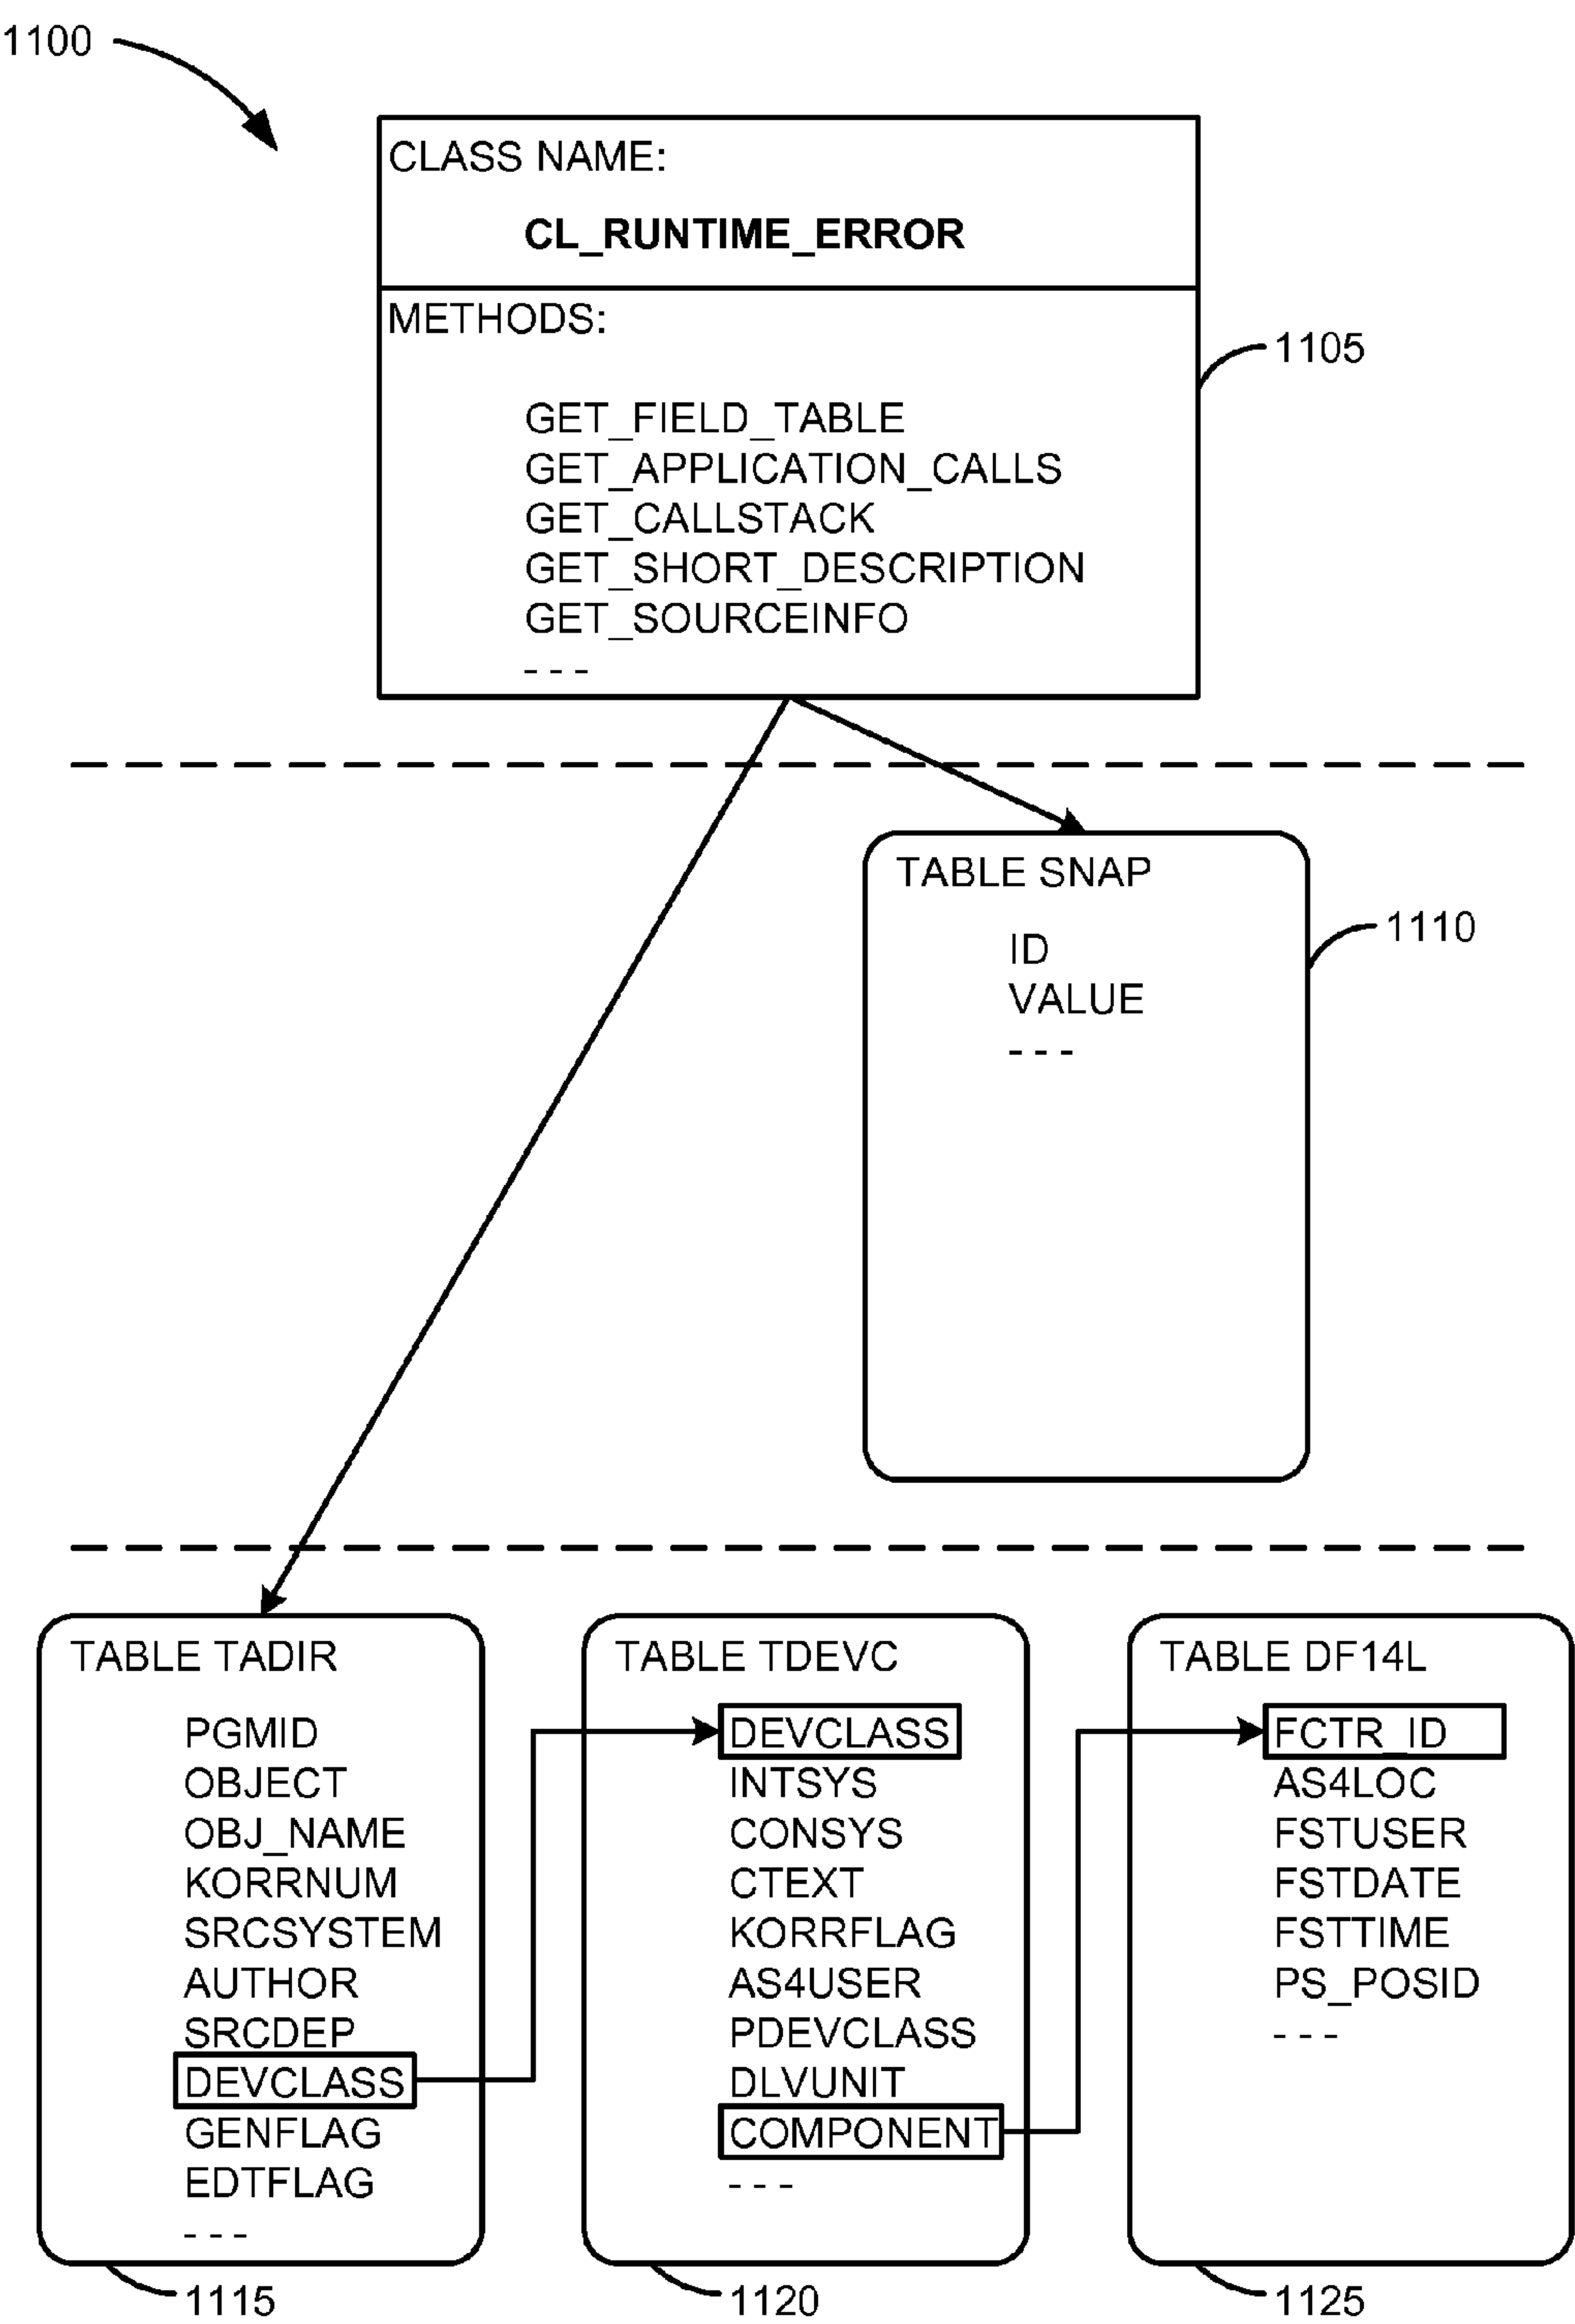 1100
CLASS NAME:
CL_RUNTIME_ERROR
METHODS:
1105
GET_FIELD_TABLE
GET_APPLICATION_CALLS
GET_CALLSTACK
GET_SHORT_DESCRIPTION
GET_SOURCEINFO
- - -
TABLE SNAP
1110
ID
VALUE
- - -
TABLE TADIR
PGMID
OBJECT
OBJ_NAME
KORRNUM
SRCSYSTEM
AUTHOR
SRCDEP
DEVCLASS
GENFLAG
EDTFLAG
- - -
1115
TABLE TDEVC
DEVCLASS
INTSYS
CONSYS
CTEXT
KORRFLAG
AS4USER
PDEVCLASS
DLVUNIT
COMPONENT
- - -
1120
TABLE DF14L
FCTR_ID
AS4LOC
FSTUSER
FSTDATE
FSTTIME
PS_POSID
- - -
1125